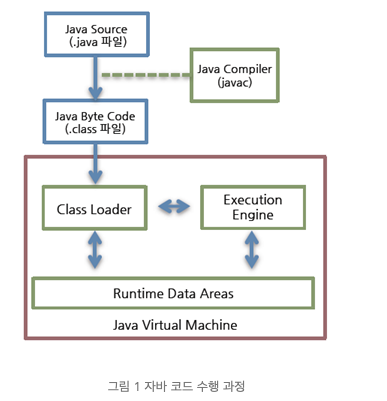 Java Source
(.java 파일)
Java Compiler
(javac)
Java Byte Code
(.class 파일)
Class Loader
Execution
Engine
Runtime Data Areas
Java Virtual Machine
그림 1 자바 코드 수행 과정